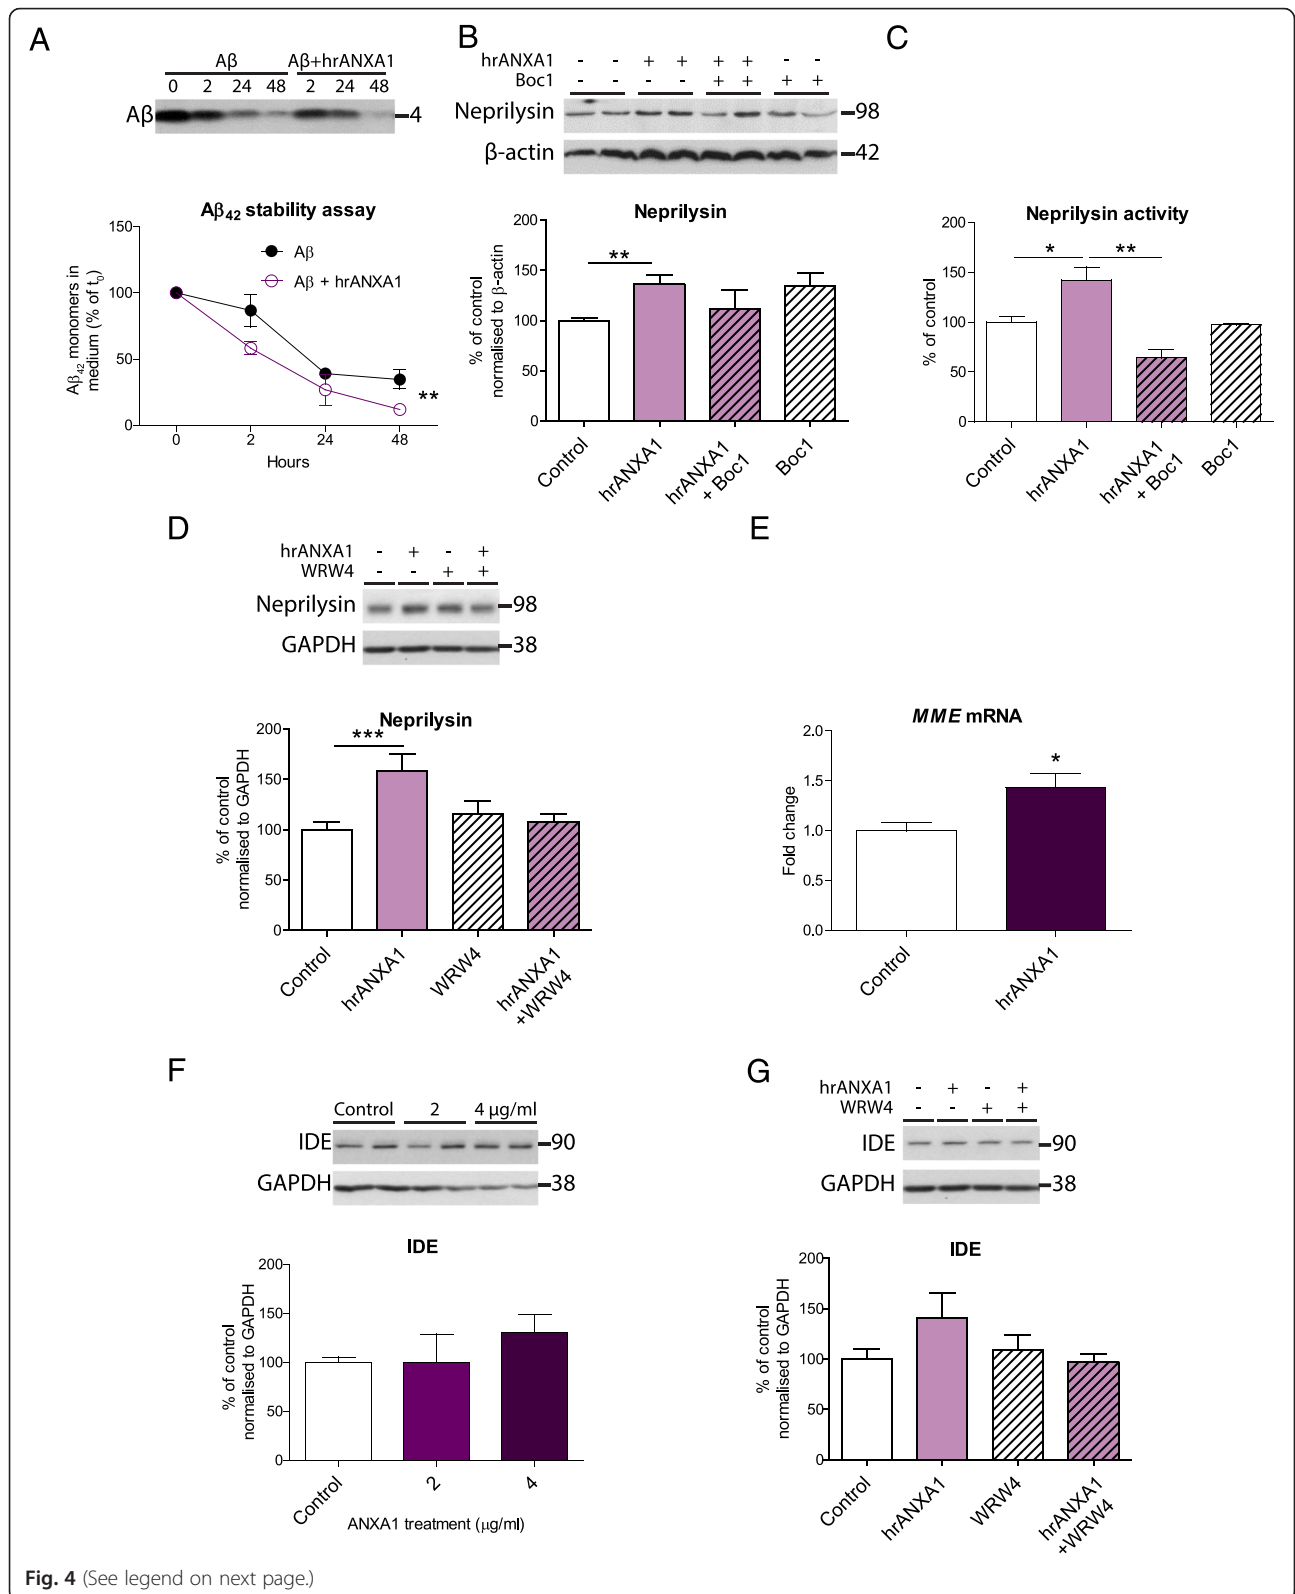 A
Aβ Aβ+hrANXA1
0 2 24 48 2 24 48
Aβ 4
Aβ42 stability assay
Aβ
Aβ + hrANXA1
Aβ42 monomers in
medium (% of t0)
150
100
50
0
**
0 2 24 48
Hours
B
hrANXA1 - - + + + + - -
Boc1 - - - - + + + +
Neprilysin 98
β-actin 42
Neprilysin
% of control
normalised to β-actin
200
150
100
50
0
**
Control
hrANXA1
hrANXA1
+ Boc1
Boc1
C
Neprilysin activity
% of control
200
150
100
50
0
* **
Control
hrANXA1
hrANXA1
+ Boc1
Boc1
D
hrANXA1 - + - +
WRW4 - - + +
Neprilysin 98
GAPDH 38
Neprilysin
% of control
normalised to GAPDH
200
150
100
50
0
***
Control
hrANXA1
WRW4
hrANXA1
+WRW4
E
MME mRNA
Fold change
2.0
1.5
1.0
0.5
0.0
*
Control
hrANXA1
F
Control 2 4 µg/ml
IDE 90
GAPDH 38
IDE
% of control
normalised to GAPDH
200
150
100
50
0
Control
2
4
ANXA1 treatment (µg/ml)
G
hrANXA1 - + - +
WRW4 - - + +
IDE 90
GAPDH 38
IDE
% of control
normalised to GAPDH
200
150
100
50
0
Control
hrANXA1
WRW4
hrANXA1
+WRW4
Fig. 4 (See legend on next page.)